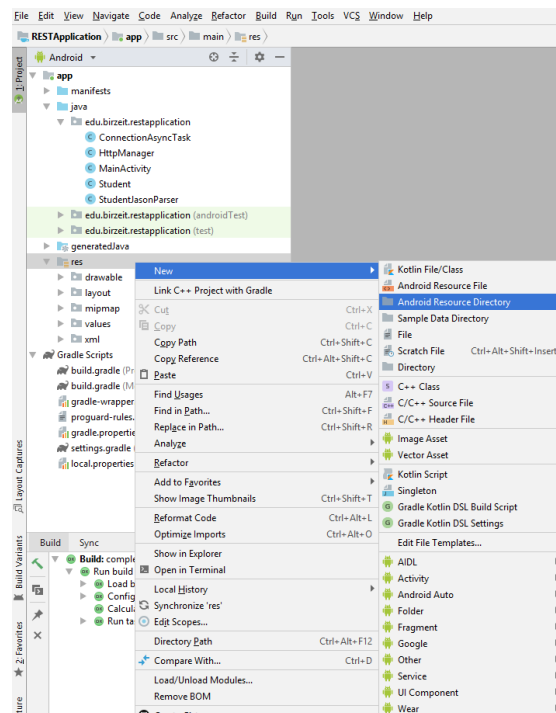 File Edit View Navigate Code Analyze Refactor Build Run Tools VCS Window Help
RESTApplication app src main res
1: Project
Android
app
manifests
java
edu.birzeit.restapplication
ConnectionAsyncTask
HttpManager
MainActivity
Student
StudentJasonParser
edu.birzeit.restapplication (androidTest)
edu.birzeit.restapplication (test)
generatedJava
res
drawable
layout
mipmap
values
xml
Gradle Scripts
build.gradle (Pr
build.gradle (M
gradle-wrapper
proguard-rules.
gradle.propertie
settings.gradle (
local.properties
Layout Captures
Build Variants
2: Favorites
ture
Build Sync
Build: comple
Run build
Load b
Config
Calcula
Run ta
New
Link C++ Project with Gradle
Cut Ctrl+X
Copy Ctrl+C
Copy Path Ctrl+Shift+C
Copy Reference Ctrl+Alt+Shift+C
Paste Ctrl+V
Find Usages Alt+F7
Find in Path... Ctrl+Shift+F
Replace in Path... Ctrl+Shift+R
Analyze
Refactor
Add to Favorites
Show Image Thumbnails Ctrl+Shift+T
Reformat Code Ctrl+Alt+L
Optimize Imports Ctrl+Alt+O
Show in Explorer
Open in Terminal
Local History
Synchronize 'res'
Edit Scopes...
Directory Path Ctrl+Alt+F12
Compare With... Ctrl+D
Load/Unload Modules...
Remove BOM
Kotlin File/Class
Android Resource File
Android Resource Directory
Sample Data Directory
File
Scratch File Ctrl+Alt+Shift+Insert
Directory
C++ Class
C/C++ Source File
C/C++ Header File
Image Asset
Vector Asset
Kotlin Script
Singleton
Gradle Kotlin DSL Build Script
Gradle Kotlin DSL Settings
Edit File Templates...
AIDL
Activity
Android Auto
Folder
Fragment
Google
Other
Service
UI Component
Wear